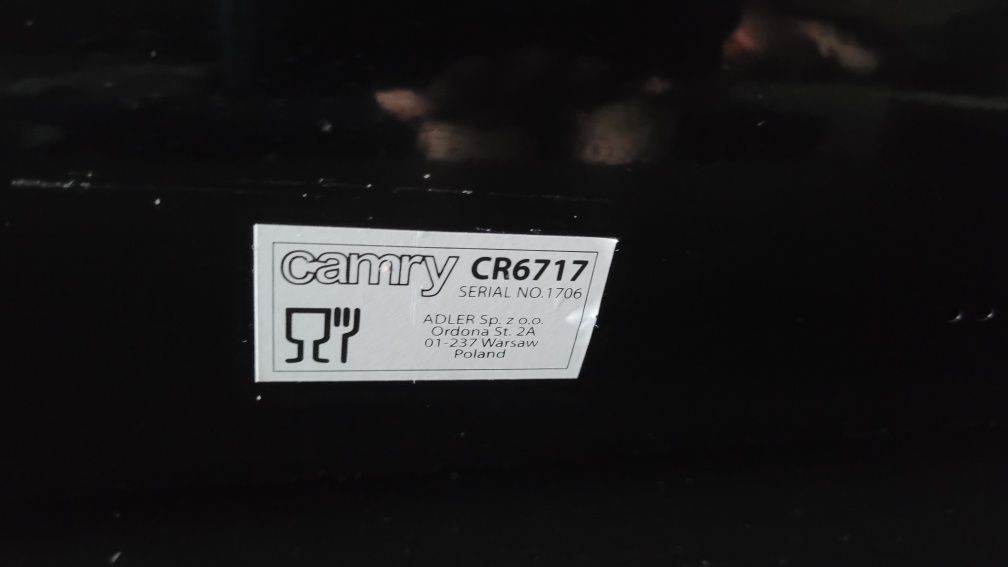 camry CR6717
SERIAL NO.1706
ADLER Sp. z o.o.
Ordona St. 2A
01-237 Warsaw
Poland